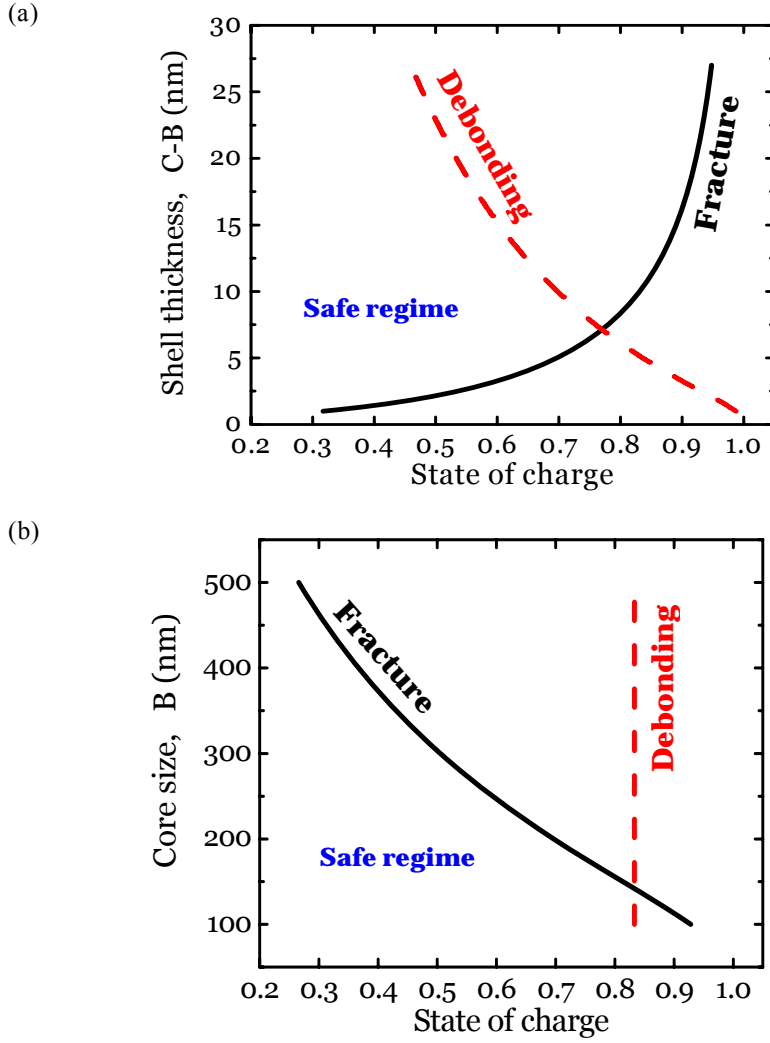 (a)
30
25
20
15
10
5
0
Shell thickness, C-B (nm)
Debonding
Fracture
Safe regime
0.2 0.3 0.4 0.5 0.6 0.7 0.8 0.9 1.0
State of charge
(b)
500
400
300
200
100
Core size, B (nm)
Fracture
Debonding
Safe regime
0.2 0.3 0.4 0.5 0.6 0.7 0.8 0.9 1.0
State of charge